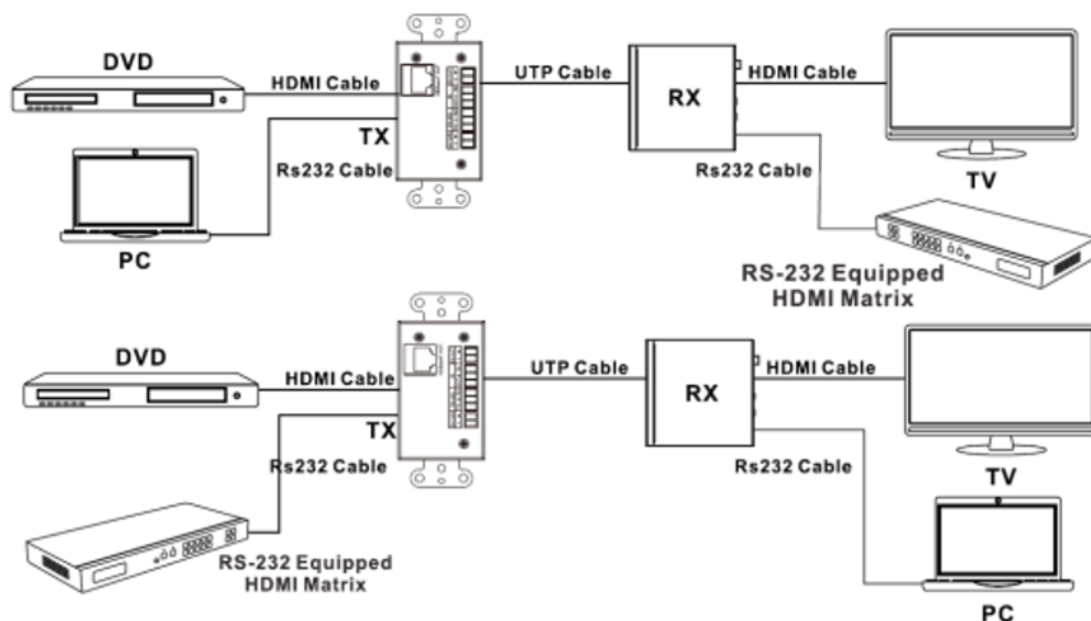 DVD
HDMI Cable
UTP Cable
RX
HDMI Cable
TX
Rs232 Cable
Rs232 Cable
TV
PC
RS-232 Equipped
HDMI Matrix
DVD
HDMI Cable
UTP Cable
RX
HDMI Cable
TX
Rs232 Cable
Rs232 Cable
TV
RS-232 Equipped
HDMI Matrix
PC